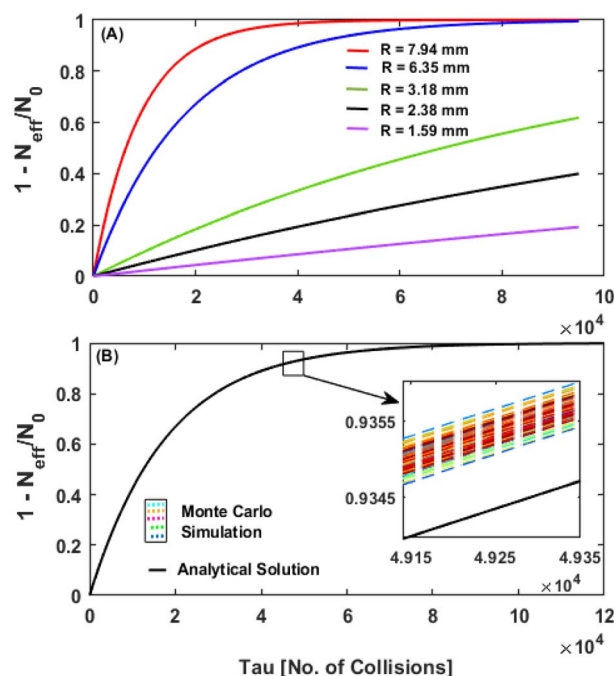 (A)
R = 7.94 mm
R = 6.35 mm
R = 3.18 mm
R = 2.38 mm
R = 1.59 mm
1 - N_eff/N_0
1
0.8
0.6
0.4
0.2
0
0 2 4 6 8 10
×10^4
(B)
1 - N_eff/N_0
1
0.8
0.6
0.4
0.2
0
0.9355
0.9345
4.915 4.925 4.935
×10^4
Monte Carlo
Simulation
Analytical Solution
0 2 4 6 8 10 12
×10^4
Tau [No. of Collisions]